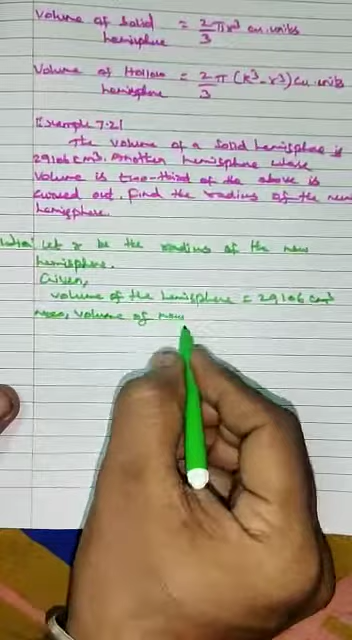 Volume of Solid hemisphere = 2/3 πr³ cu.units
Volume of Hollow hemisphere = 2/3 π (R³-r³) cu.units
Example 7.21
The volume of a solid hemisphere is
29106 cm³. Another hemisphere whose
volume is two-third of the above is
carved out. Find the radius of the new
hemisphere.
Let r be the radius of the new
hemisphere.
Given,
volume of the hemisphere = 29106 cm³
Now, volume of new